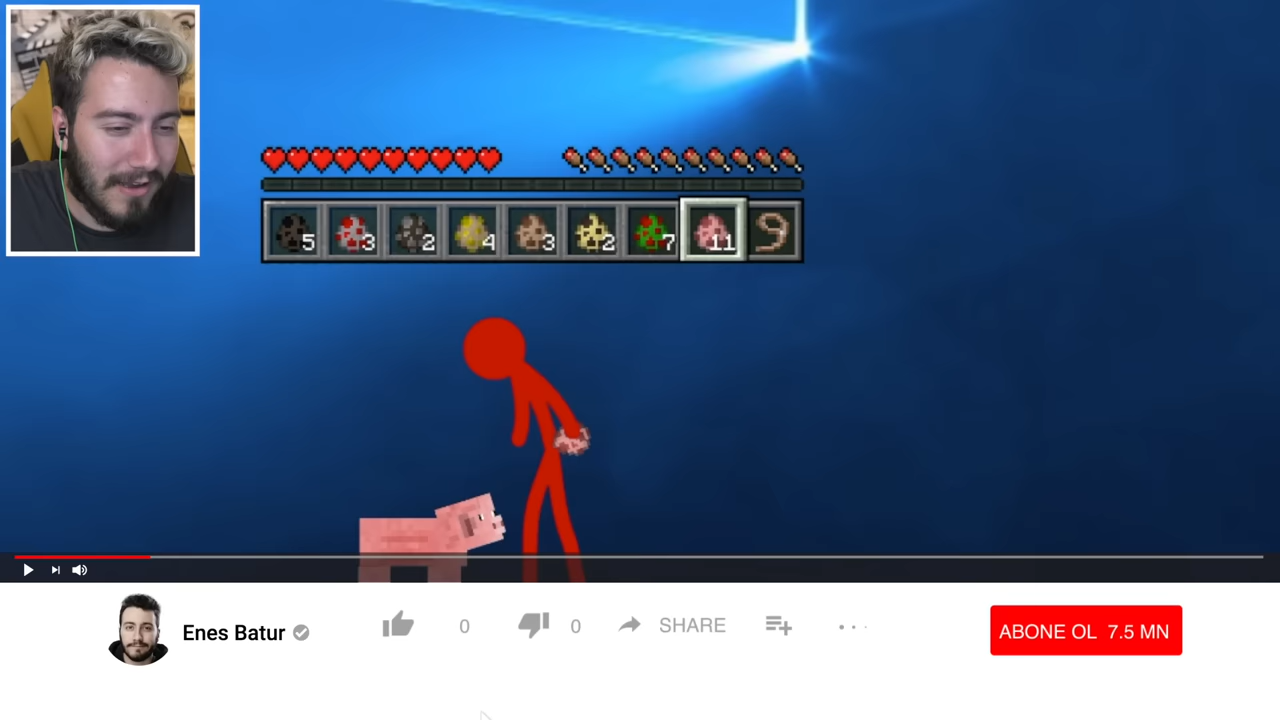 5 3 2 4 3 2 7 11
Enes Batur
0
0
SHARE
ABONE OL 7.5 MN